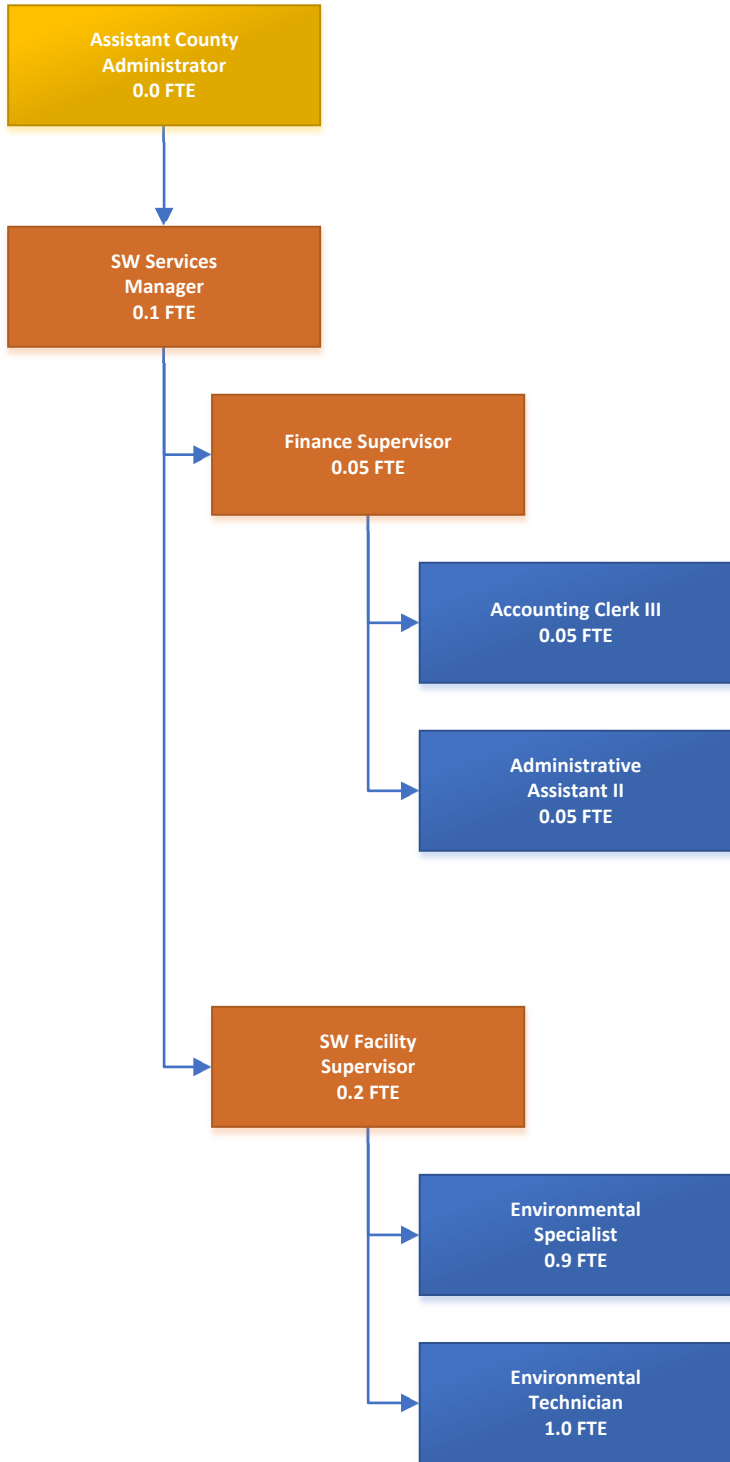 Assistant County
Administrator
0.0 FTE
SW Services
Manager
0.1 FTE
Finance Supervisor
0.05 FTE
Accounting Clerk III
0.05 FTE
Administrative
Assistant II
0.05 FTE
SW Facility
Supervisor
0.2 FTE
Environmental
Specialist
0.9 FTE
Environmental
Technician
1.0 FTE